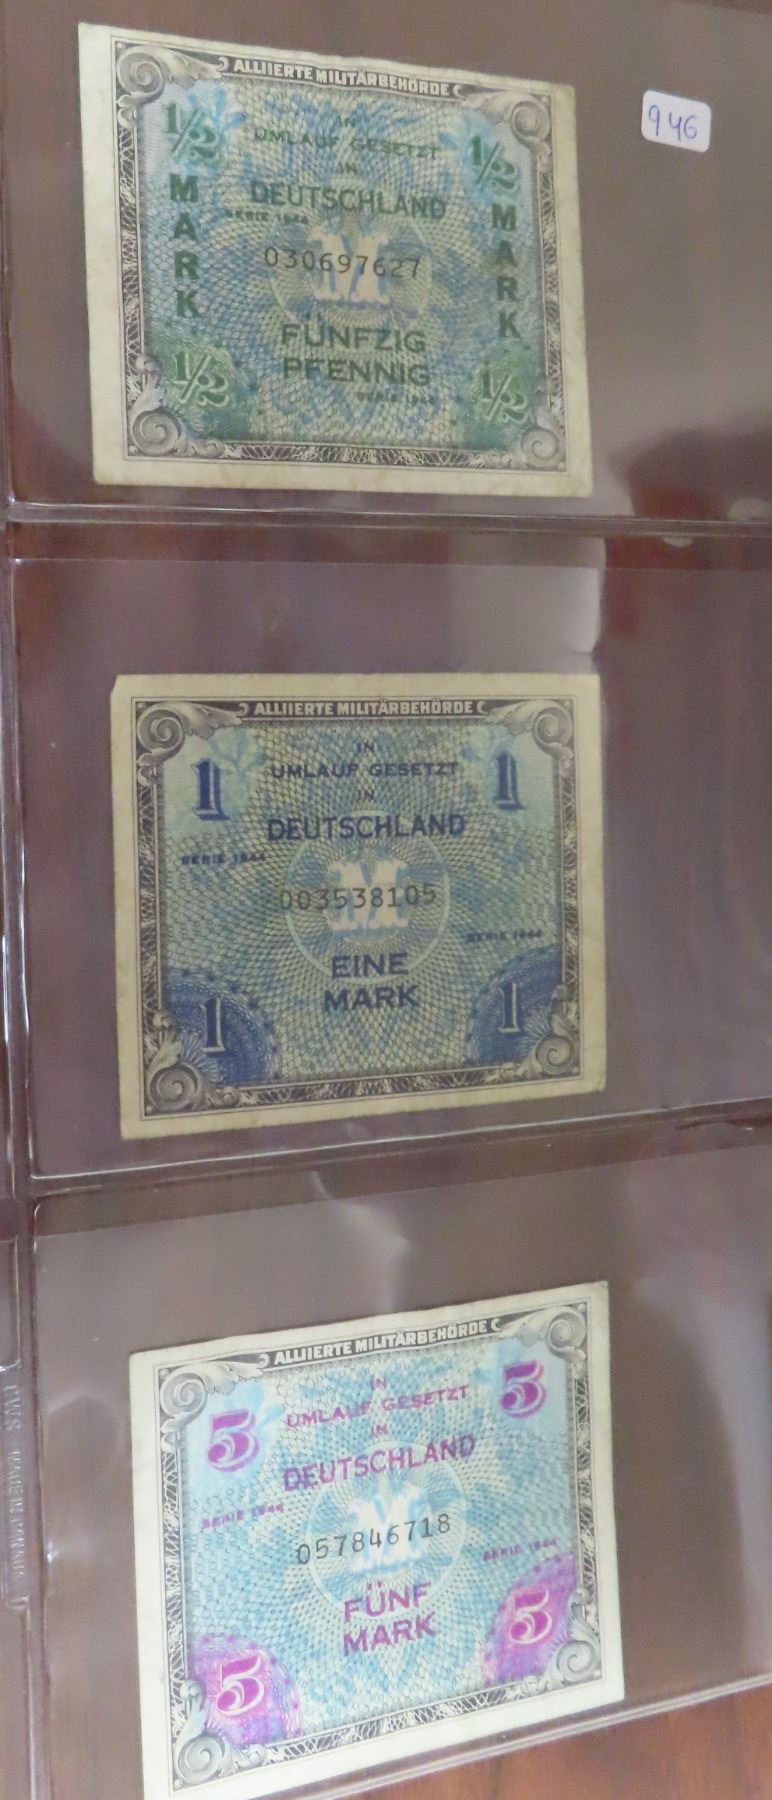 946
ALLIIERTE MILITÄRBEHÖRDE
1/2 1/2
MARK MARK
IN
UMLAUF GESETZT
IN
DEUTSCHLAND
SERIE 1944
030697627
FÜNFZIG
PFENNIG
1/2 1/2
SERIE 1944
ALLIIERTE MILITÄRBEHÖRDE
1 1
IN
UMLAUF GESETZT
IN
DEUTSCHLAND
SERIE 1944
M
003538105
SERIE 1944
EINE
MARK
1 1
ALLIIERTE MILITÄRBEHÖRDE
5 5
IN
UMLAUF GESETZT
IN
DEUTSCHLAND
SERIE 1944
M
057846718
SERIE 1944
FÜNF
MARK
5 5